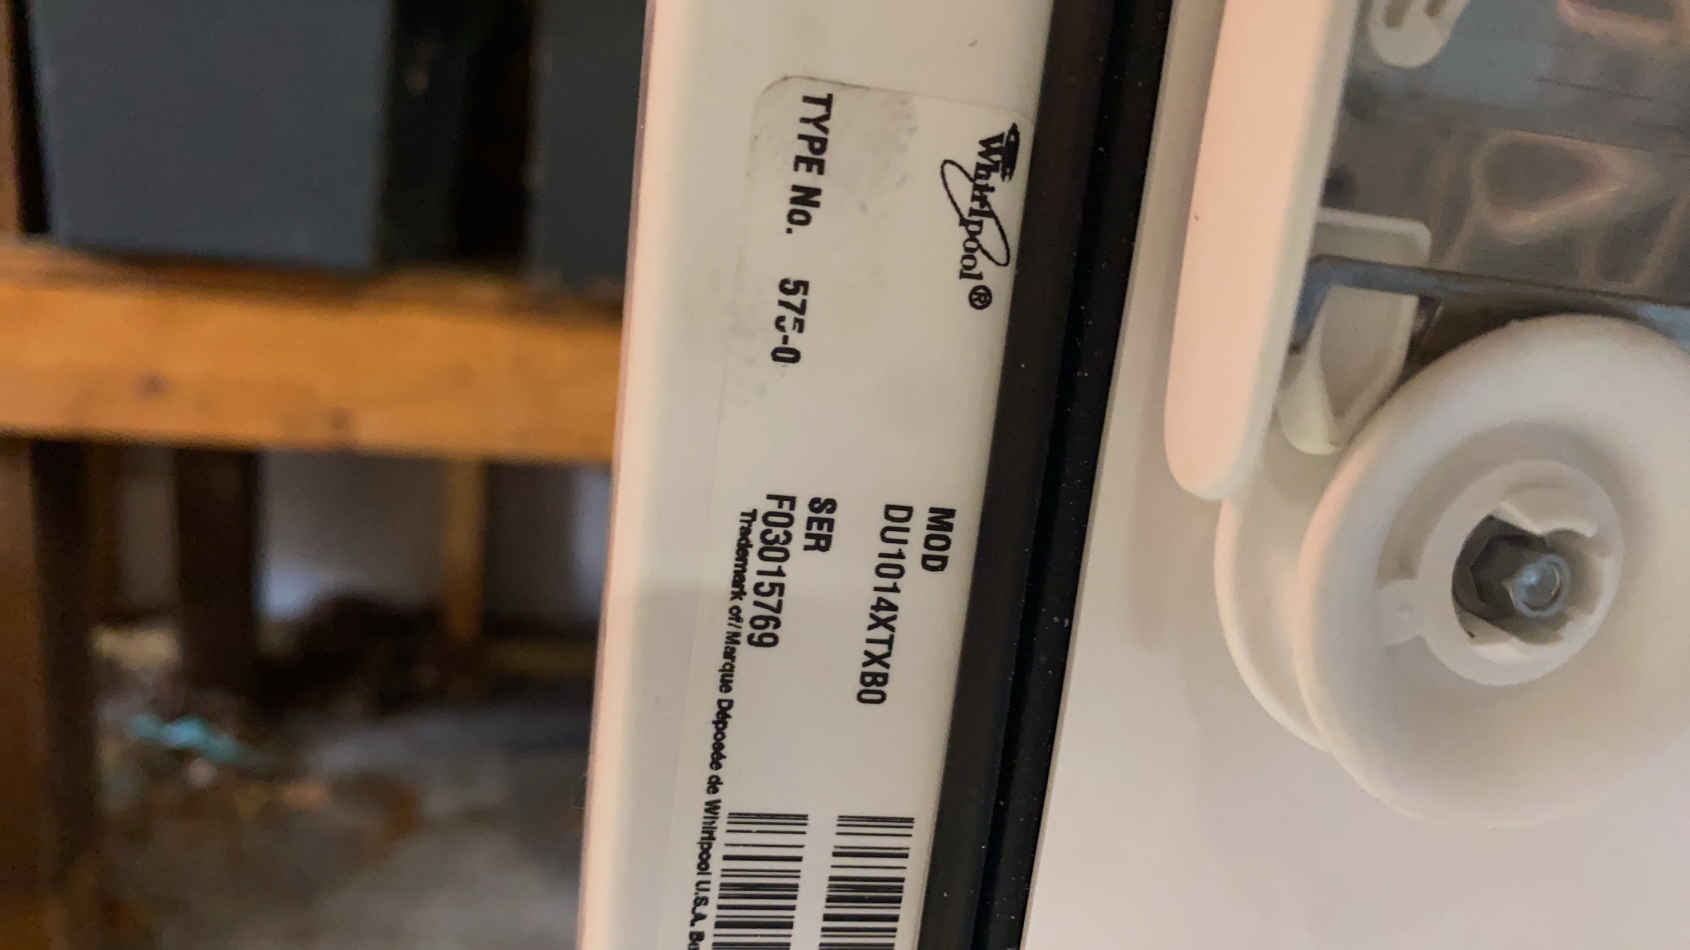 Whirlpool®
MOD
DU1014XTXB0
TYPE No. 575-0
SER
F03015769
Trademark of/Marque Déposée de Whirlpool U.S.A.